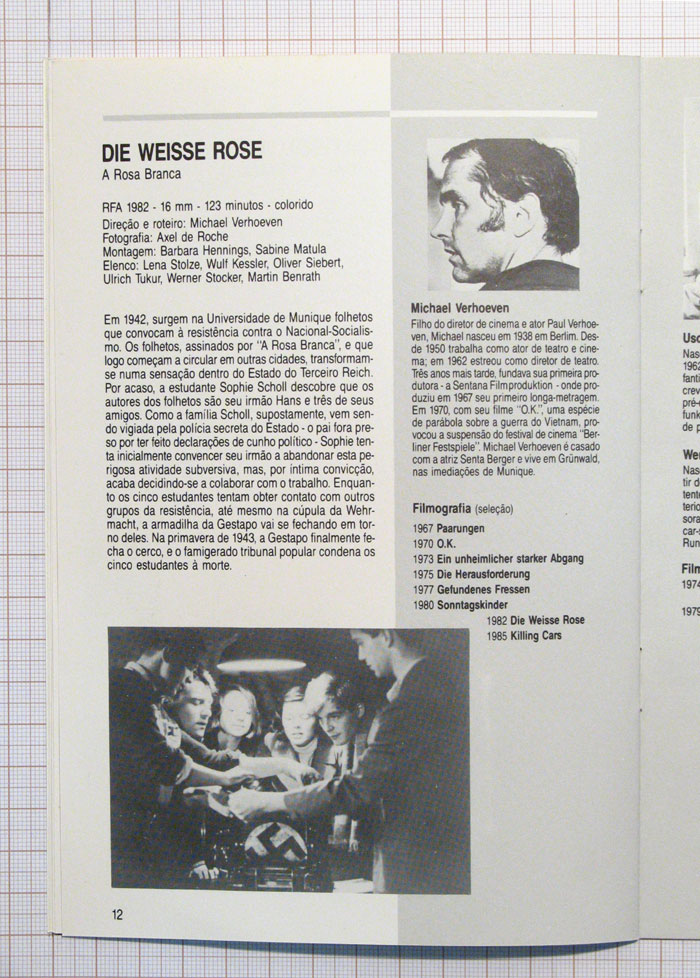 DIE WEISSE ROSE
A Rosa Branca
RFA 1982 - 16 mm - 123 minutos - colorido
Direção e roteiro: Michael Verhoeven
Fotografia: Axel de Roche
Montagem: Barbara Hennings, Sabine Matula
Elenco: Lena Stolze, Wulf Kessler, Oliver Siebert,
Ulrich Tukur, Werner Stocker, Martin Benrath
Em 1942, surgem na Universidade de Munique folhetos
que convocam à resistência contra o Nacional-Socialis-
mo. Os folhetos, assinados por "A Rosa Branca", e que
logo começam a circular em outras cidades, transformam-
se numa sensação dentro do Estado do Terceiro Reich.
Por acaso, a estudante Sophie Scholl descobre que os
autores dos folhetos são seu irmão Hans e três de seus
amigos. Como a família Scholl, supostamente, vem sen-
do vigiada pela polícia secreta do Estado - o pai fora pre-
so por ter feito declarações de cunho político - Sophie ten-
ta inicialmente convencer seu irmão a abandonar esta pe-
rigosa atividade subversiva, mas, por íntima convicção,
acaba decidindo-se a colaborar com o trabalho. Enquan-
to os cinco estudantes tentam obter contato com outros
grupos da resistência, até mesmo na cúpula da Wehr-
macht, a armadilha da Gestapo vai se fechando em tor-
no deles. Na primavera de 1943, a Gestapo finalmente fe-
cha o cerco, e o famigerado tribunal popular condena os
cinco estudantes à morte.
12
Michael Verhoeven
Filho do diretor de cinema e ator Paul Verhoe-
ven, Michael nasceu em 1938 em Berlim. Des-
de 1950 trabalha como ator de teatro e cine-
ma; em 1962 estreou como diretor de teatro.
Três anos mais tarde, fundava sua primeira pro-
dutora - a Sentana Filmproduktion - onde pro-
duziu em 1967 seu primeiro longa-metragem.
Em 1970, com seu filme "O.K.", uma espécie
de parábola sobre a guerra do Vietnam, pro-
vocou a suspensão do festival de cinema "Ber-
liner Festspiele". Michael Verhoeven é casado
com a atriz Senta Berger e vive em Grünwald,
nas imediações de Munique.
Filmografia (seleção)
1967 Paarungen
1970 O.K.
1973 Ein unheimlicher starker Abgang
1975 Die Herausforderung
1977 Gefundenes Fressen
1980 Sonntagskinder
1982 Die Weisse Rose
1985 Killing Cars
1962
tir d
de p
car-s
1974
1979